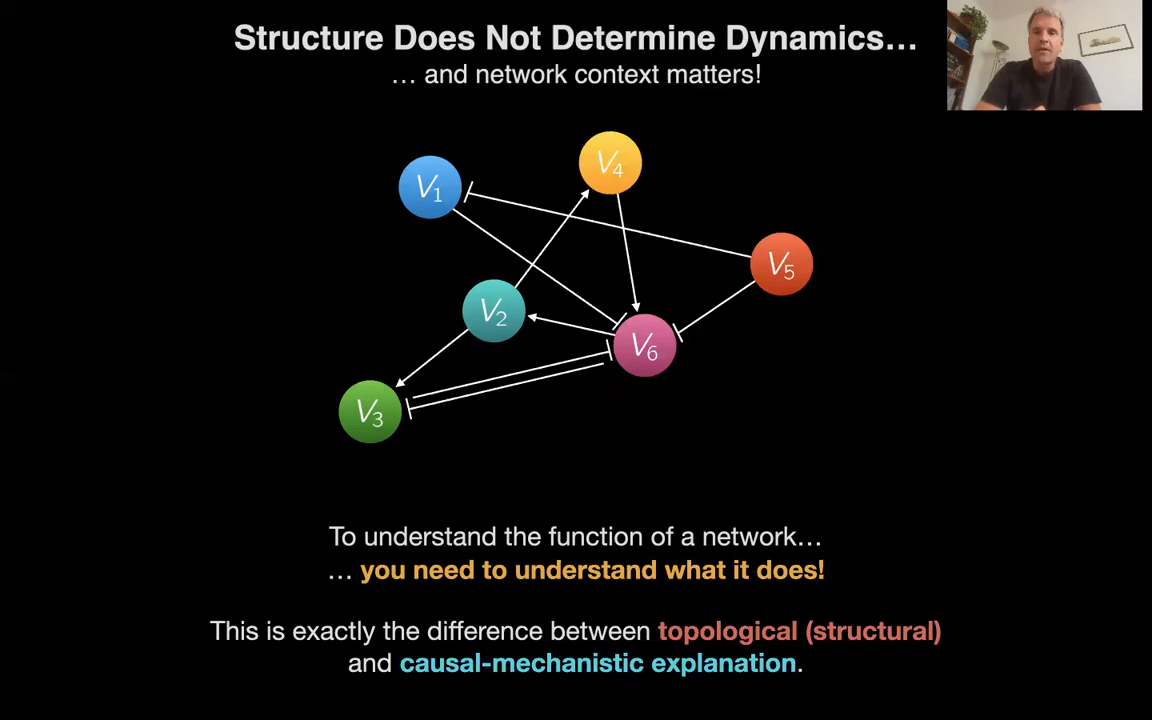 Structure Does Not Determine Dynamics…
… and network context matters!
V4
V1
V5
V2
V6
V3
To understand the function of a network…
… you need to understand what it does!
This is exactly the difference between topological (structural)
and causal-mechanistic explanation.